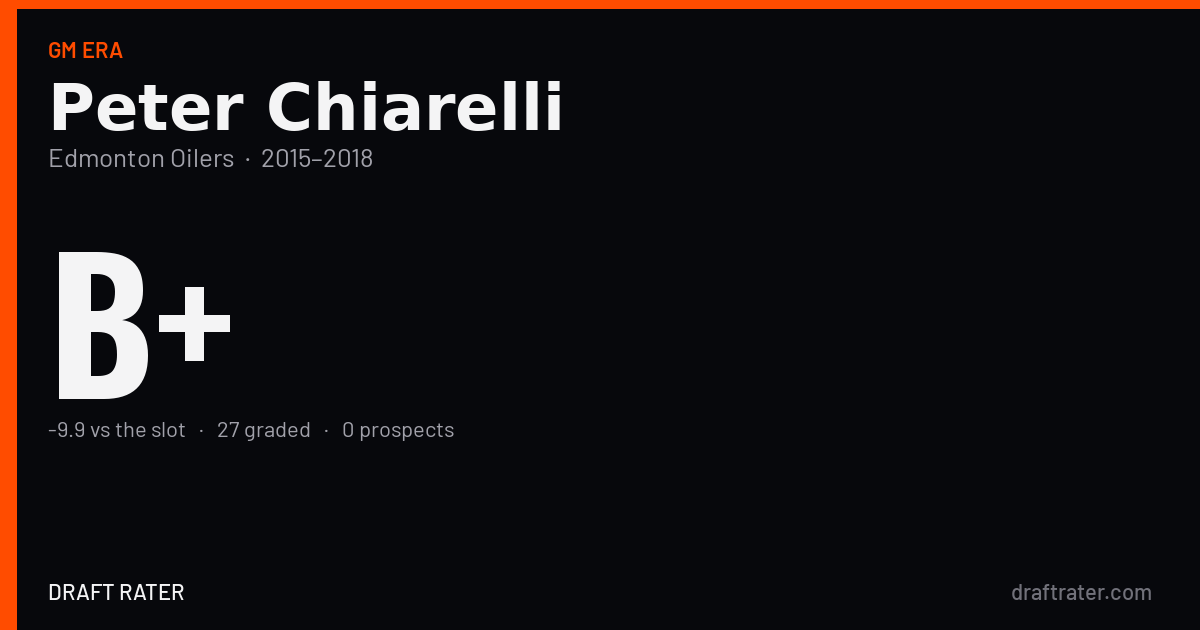 GM ERA
Peter Chiarelli
Edmonton Oilers · 2015–2018
B+
-9.9 vs the slot · 27 graded · 0 prospects
DRAFT RATER
draftrater.com